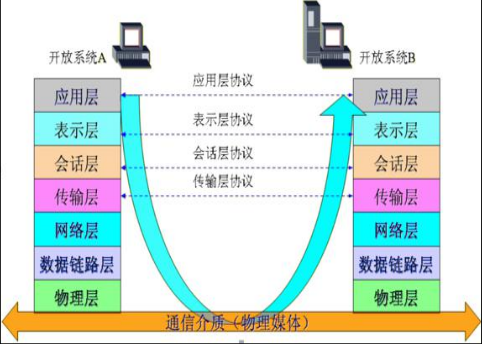 开放系统A
开放系统B
应用层
应用层协议
应用层
表示层
表示层协议
表示层
会话层
会话层协议
会话层
传输层
传输层协议
传输层
网络层
网络层
数据链路层
数据链路层
物理层
物理层
通信介质（物理媒体）